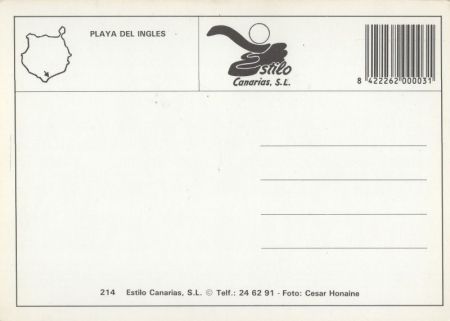 PLAYA DEL INGLES
Estilo
Canarias, S.L.
8 422262 000031
214 Estilo Canarias, S.L. © Telf.: 24 62 91 - Foto: Cesar Honaine